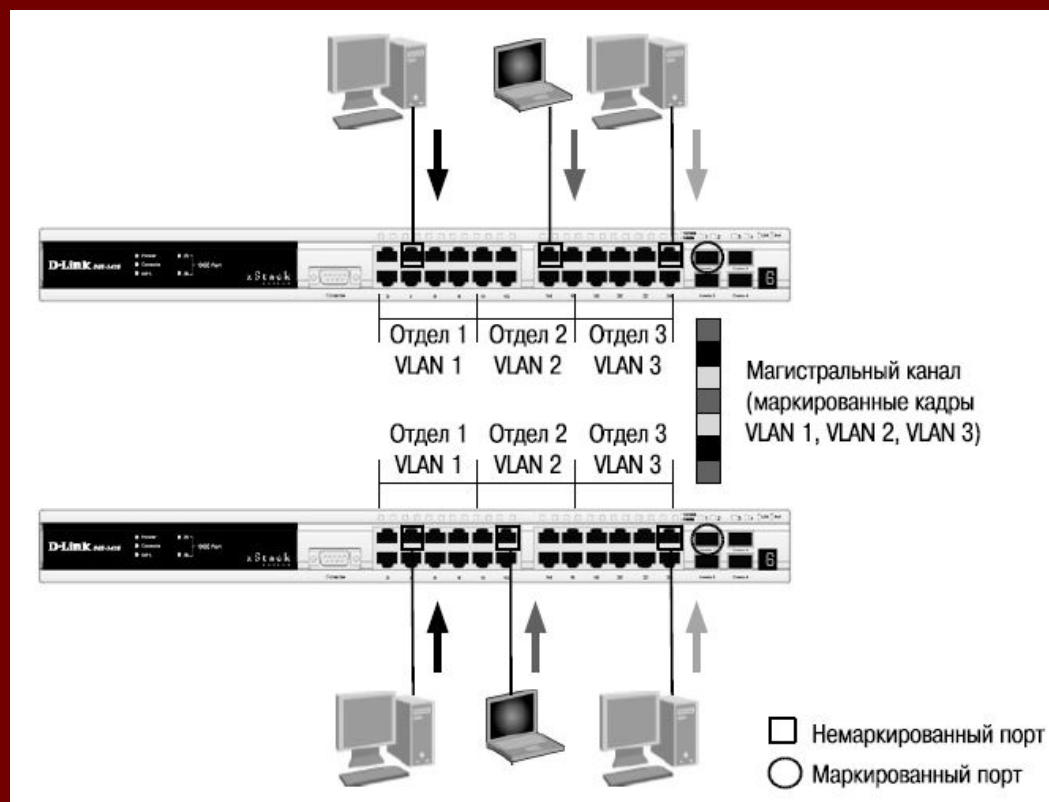 D-Link
xStack
6
Отдел 1 Отдел 2 Отдел 3
VLAN 1 VLAN 2 VLAN 3
Магистральный канал
(маркированные кадры
VLAN 1, VLAN 2, VLAN 3)
Отдел 1 Отдел 2 Отдел 3
VLAN 1 VLAN 2 VLAN 3
D-Link
xStack
6
Немаркированный порт
Маркированный порт